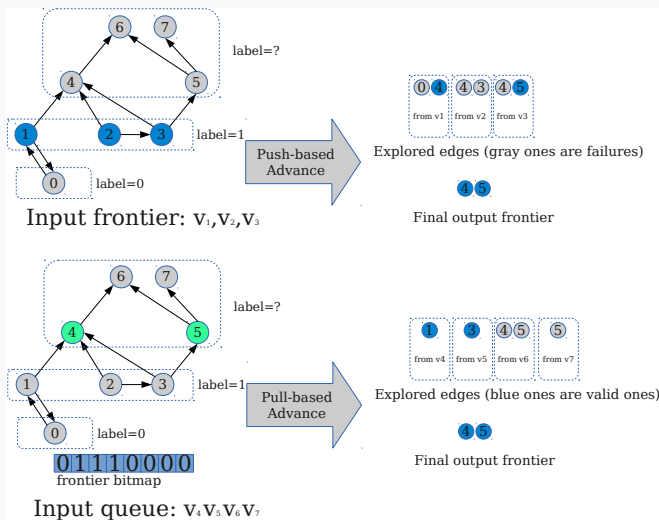 6 7
label=?
4 5
0 4 4 3 4 5
from v1 from v2 from v3
1 2 3
label=1
Push-based
Advance
Explored edges (gray ones are failures)
0
label=0
4 5
Input frontier: v₁,v₂,v₃
Final output frontier
6 7
label=?
4 5
1 3 4 5 5
from v4 from v5 from v6 from v7
1 2 3
label=1
Pull-based
Advance
Explored edges (blue ones are valid ones)
0
label=0
4 5
01110000
frontier bitmap
Final output frontier
Input queue: v₄v₅v₆v₇